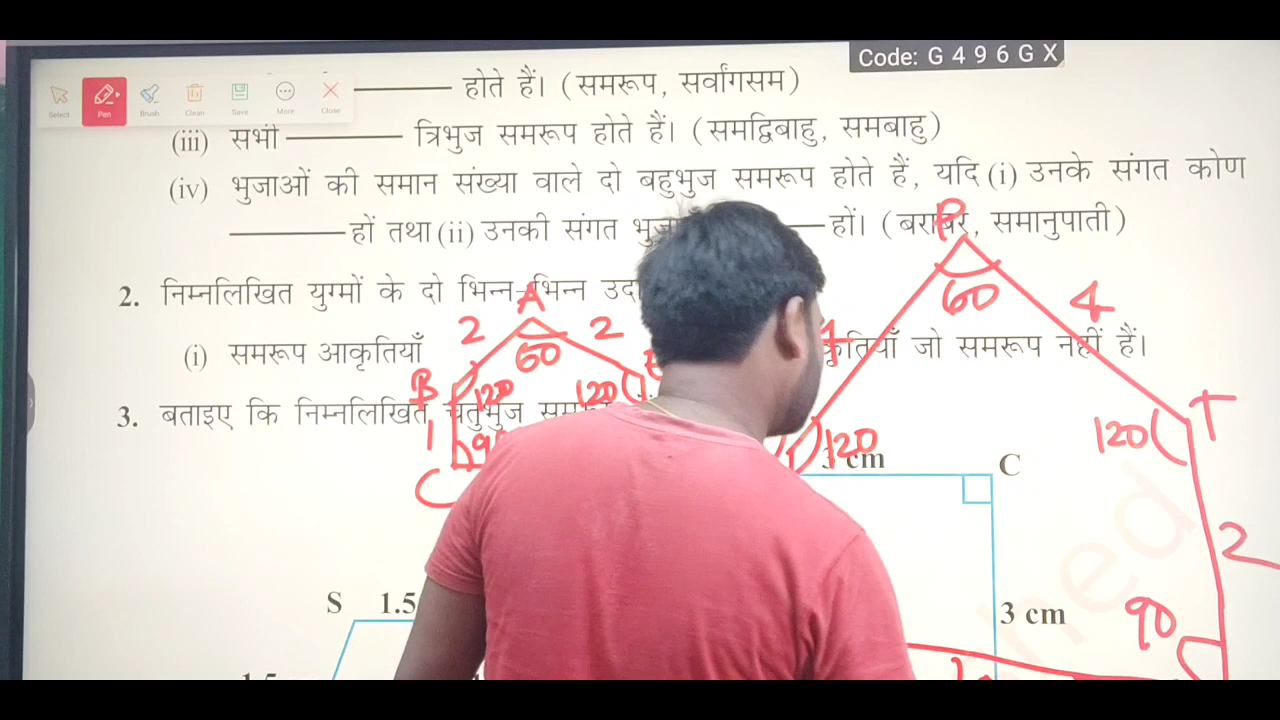 Code: G 4 9 6 G X
Select Pen Brush Clean Save More Close
होते हैं। (समरूप, सर्वांगसम)
(iii) सभी त्रिभुज समरूप होते हैं। (समद्विबाहु, समबाहु)
(iv) भुजाओं की समान संख्या वाले दो बहुभुज समरूप होते हैं, यदि (i) उनके संगत कोण
हों तथा (ii) उनकी संगत हों। (बराबर, समानुपाती)
P
2. निम्नलिखित युग्मों के दो भिन्न-भिन्न
A 60 4
2 2
(i) समरूप आकृतियाँ जो समरूप नहीं हैं।
60
B 120 120 T
3. बताइए कि निम्नलिखित चतुर्भुज
1 90 120 120
3 cm C
C
2
S 1.5 3 cm
90